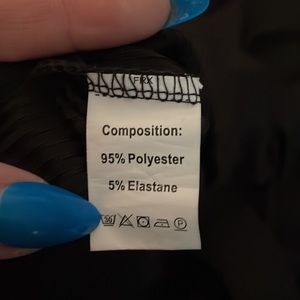 Composition:
95% Polyester
5% Elastane
P